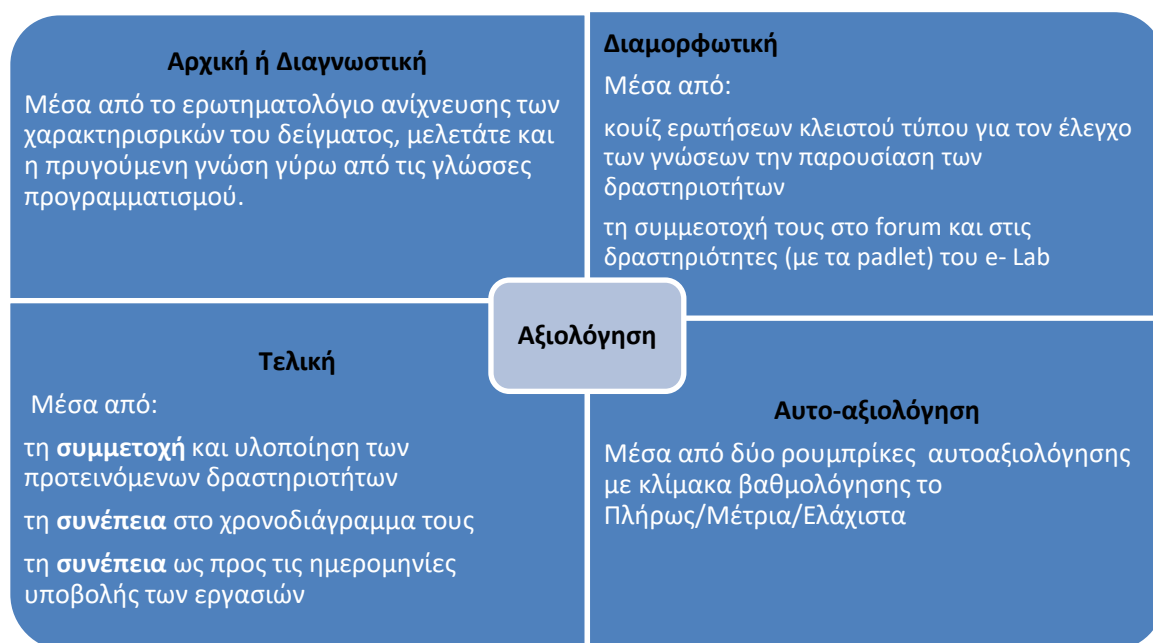 Αρχική ή Διαγνωστική
Μέσα από το ερωτηματολόγιο ανίχνευσης των
χαρακτηρισρικών του δείγματος, μελετάτε και
η πρυγούμενη γνώση γύρω από τις γλώσσες
προγραμματισμού.
Διαμορφωτική
Μέσα από:
κουίζ ερωτήσεων κλειστού τύπου για τον έλεγχο
των γνώσεων την παρουσίαση των
δραστηριοτήτων
τη συμμεοτοχή τους στο forum και στις
δραστηριότητες (με τα padlet) του e- Lab
Αξιολόγηση
Τελική
Μέσα από:
τη συμμετοχή και υλοποίηση των
προτεινόμενων δραστηριοτήτων
τη συνέπεια στο χρονοδιάγραμμα τους
τη συνέπεια ως προς τις ημερομηνίες
υποβολής των εργασιών
Αυτο-αξιολόγηση
Μέσα από δύο ρουμπρίκες αυτοαξιολόγησης
με κλίμακα βαθμολόγησης το
Πλήρως/Μέτρια/Ελάχιστα